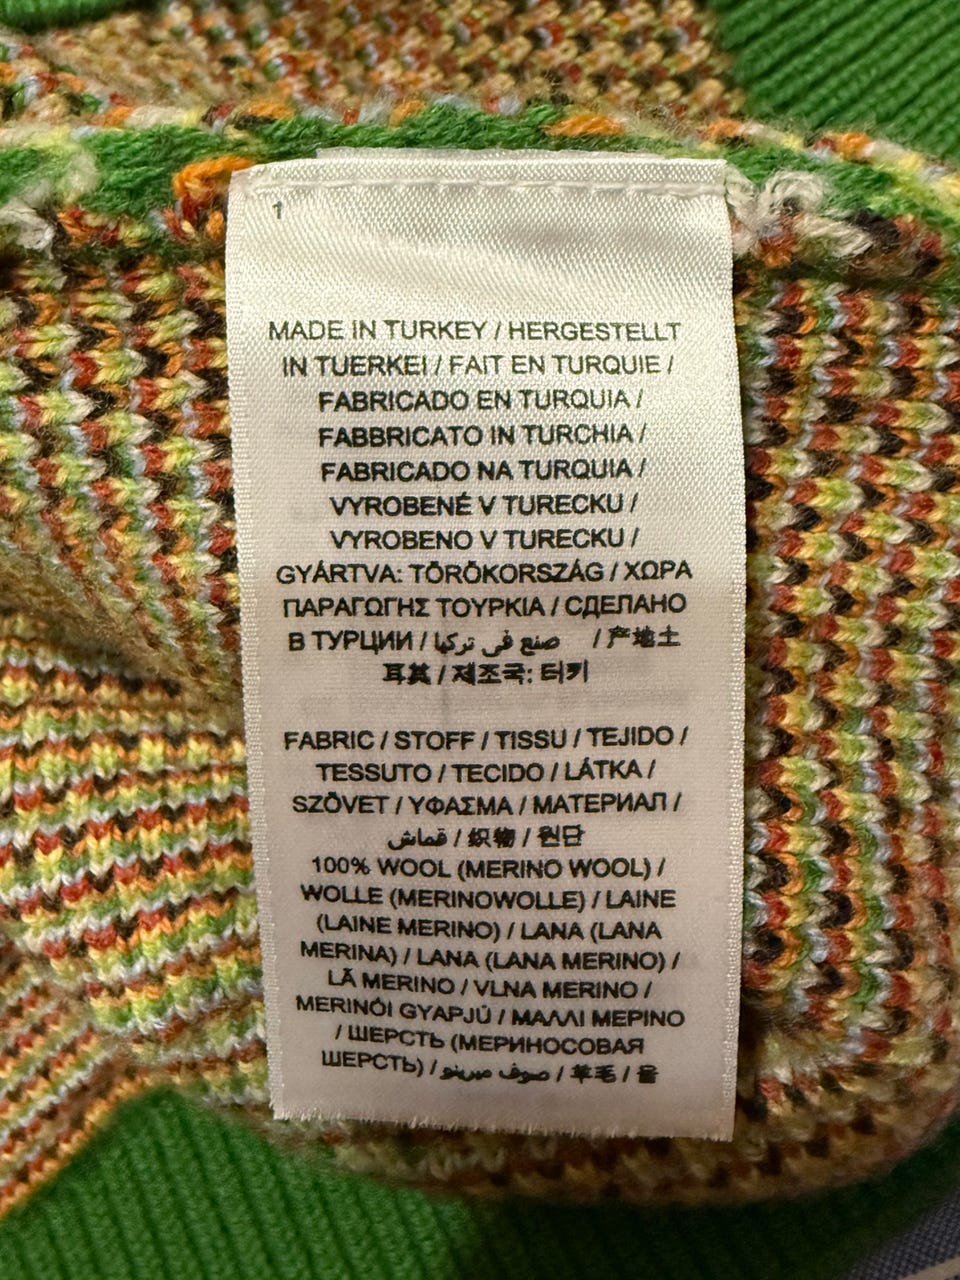 1
MADE IN TURKEY / HERGESTELLT
IN TUERKEI / FAIT EN TURQUIE /
FABRICADO EN TURQUIA /
FABBRICATO IN TURCHIA /
FABRICADO NA TURQUIA /
VYROBENÉ V TURECKU /
VYROBENO V TURECKU /
GYÁRTVA: TÖRÖKORSZÁG / ΧΩΡΑ
ΠΑΡΑΓΩΓΗΣ ΤΟΥΡΚΙΑ / СДЕЛАНО
В ТУРЦИИ / صنع في تركيا / 产地土
耳其 / 제조국: 터키
FABRIC / STOFF / TISSU / TEJIDO /
TESSUTO / TECIDO / LÁTKA /
SZÖVET / ΥΦΑΣΜΑ / МАТЕРИАЛ /
قماش / 织物 / 원단
100% WOOL (MERINO WOOL) /
WOLLE (MERINOWOLLE) / LAINE
(LAINE MERINO) / LANA (LANA
MERINA) / LANA (LANA MERINO) /
LÃ MERINO / VLNA MERINO /
MERINÓI GYAPJÚ / ΜΑΛΛΙ ΜΕΡΙΝΟ
/ ШЕРСТЬ (МЕРИНОСОВАЯ
ШЕРСТЬ) / صوف ميرينو / 羊毛 / 울